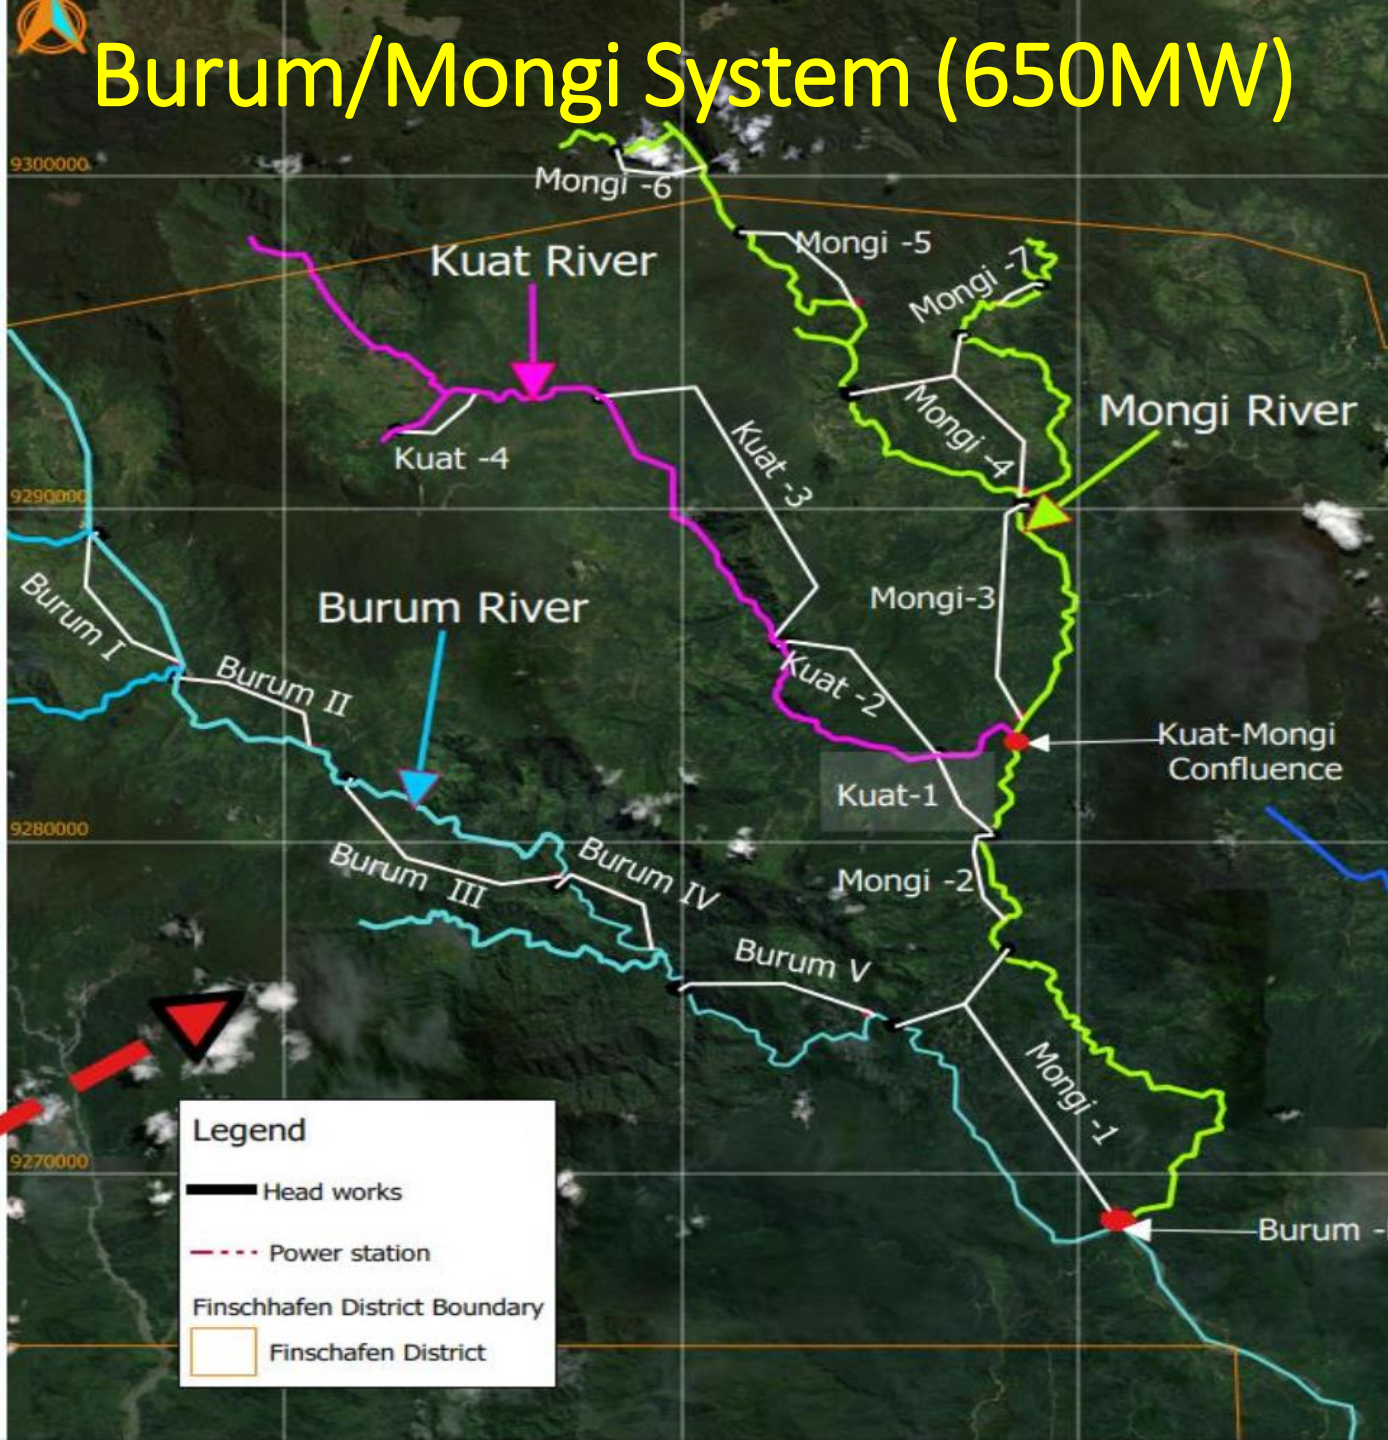 Burum/Mongi System (650MW)
9300000
Mongi -6
Mongi -5
Kuat River
Mongi -7
Mongi River
Kuat -4
Kuat -3
Mongi -4
9290000
Burum I
Burum River
Mongi-3
Burum II
Kuat -2
Kuat-Mongi
Confluence
Kuat-1
9280000
Burum III
Burum IV
Mongi -2
Burum V
Mongi -1
9270000
Burum -
Legend
Head works
Power station
Finschhafen District Boundary
Finschafen District